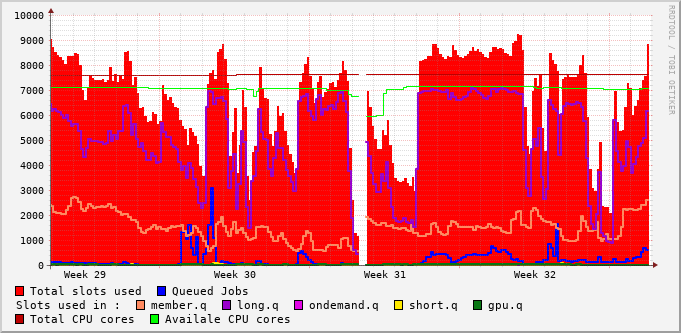 10000
9000
8000
7000
6000
5000
4000
3000
2000
1000
0
Week 29 Week 30 Week 31 Week 32
Total slots used Queued Jobs
Slots used in : member.q long.q ondemand.q short.q gpu.q
Total CPU cores Availale CPU cores
RRDTOOL / TOBI OETIKER